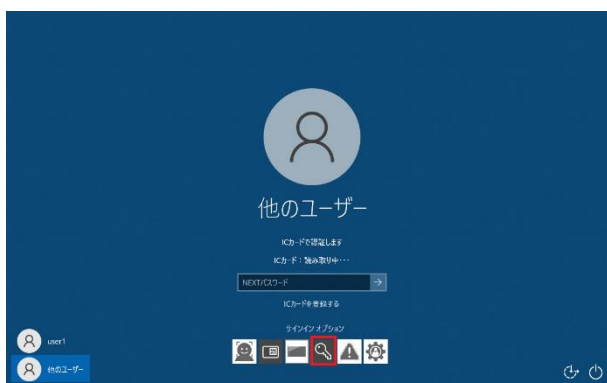 他のユーザー
ICカードで認証します
ICカード：読み取り中・・・
NEXTパスワード
ICカードを登録する
サインイン オプション
user1
他のユーザー